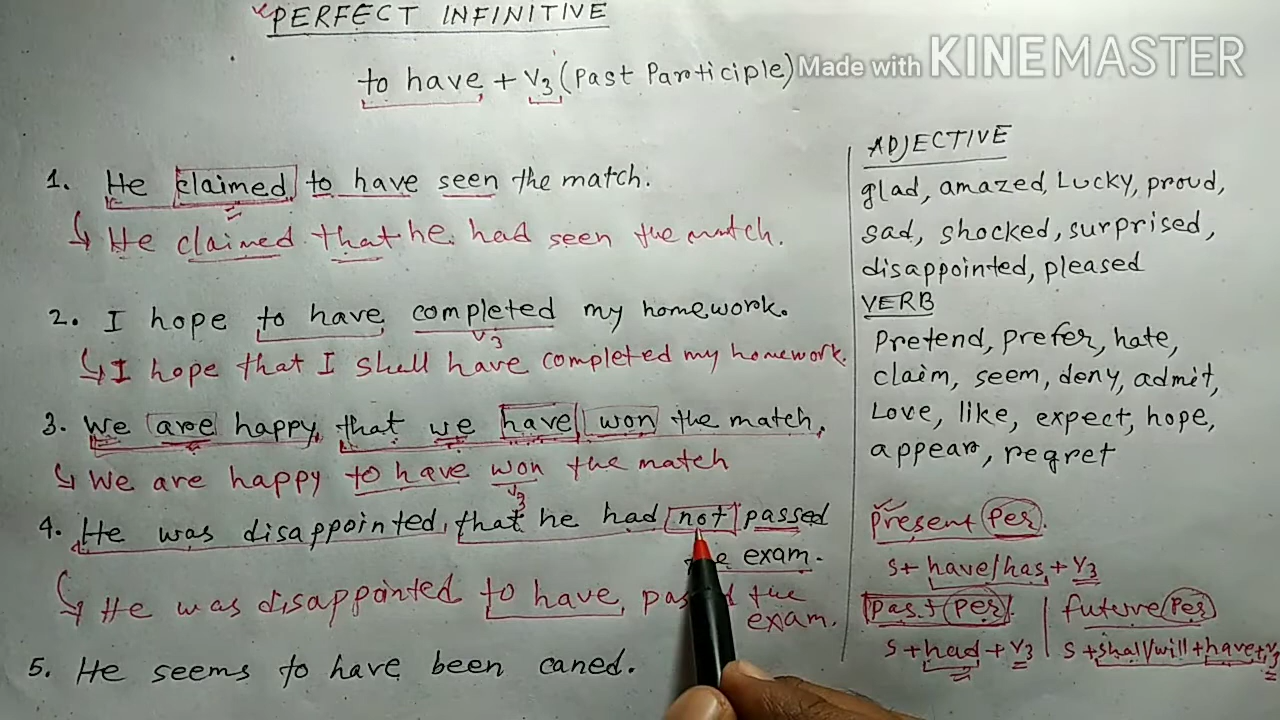 PERFECT INFINITIVE
to have + V3 (Past Participle)
Made with KINEMASTER
1. He claimed to have seen the match.
↳ He claimed that he had seen the match.
2. I hope to have completed my homework.
V3
↳ I hope that I shall have completed my homework.
3. We are happy, that we have won the match.
↳ We are happy to have won the match
V3
4. He was disappointed, that he had not passed
exam.
↳ He was disappointed to have the
exam.
5. He seems to have been caned.
ADJECTIVE
glad, amazed, Lucky, proud,
sad, shocked, surprised,
disappointed, pleased
VERB
Pretend, prefer, hate,
claim, seem, deny, admit,
Love, like, expect, hope,
appear, regret
present per.
S + have/has + V3
past per.
S + had + V3
future per
S + shall/will + have + V3